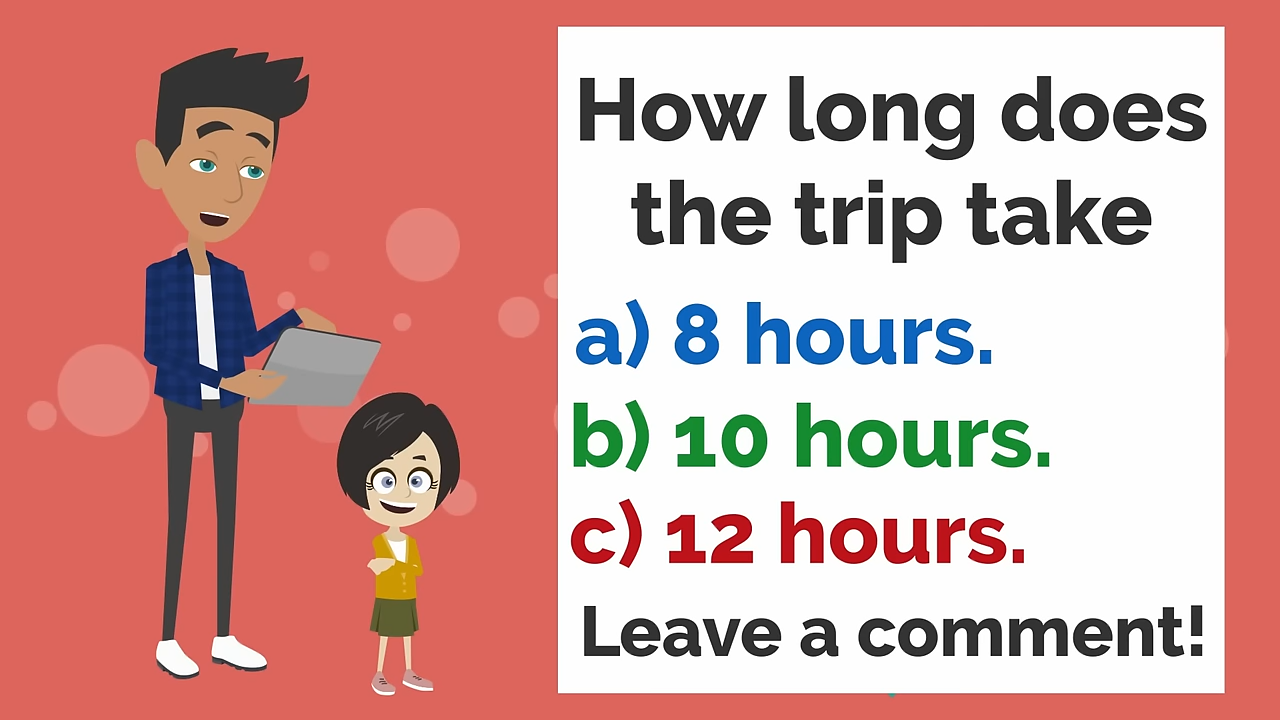 How long does
the trip take
a) 8 hours.
b) 10 hours.
c) 12 hours.
Leave a comment!